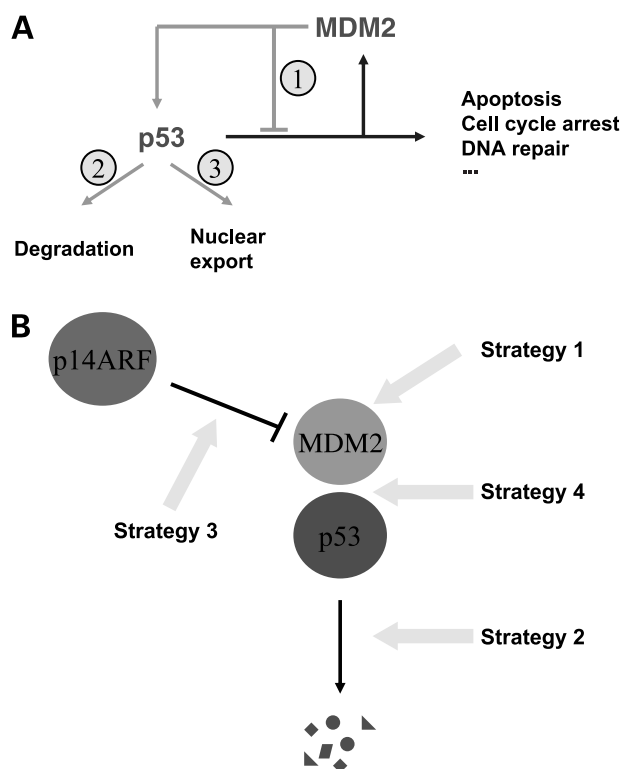 A
MDM2
1
Apoptosis
Cell cycle arrest
DNA repair
...
p53
2
3
Degradation
Nuclear
export
B
p14ARF
Strategy 1
MDM2
Strategy 4
Strategy 3
p53
Strategy 2